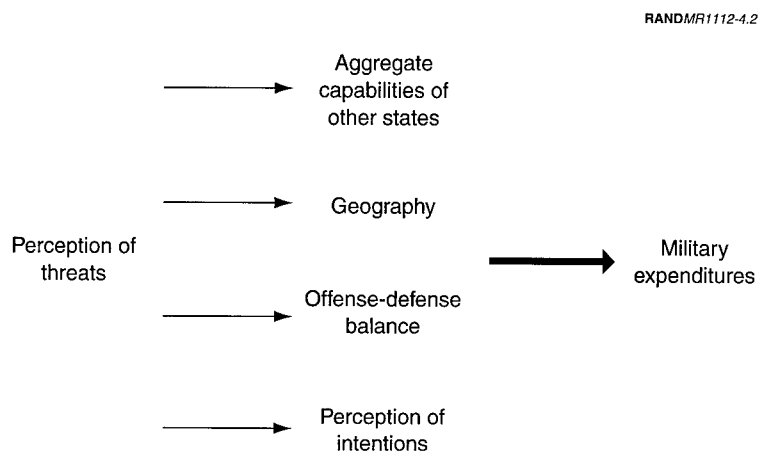 RANDMR1112-4.2
Aggregate
capabilities of
other states
Geography
Perception of
threats
Military
expenditures
Offense-defense
balance
Perception of
intentions